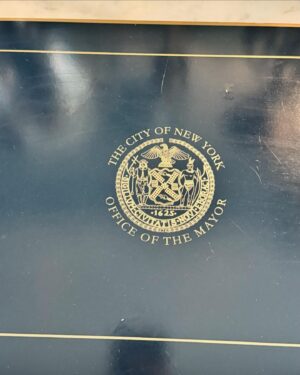 THE CITY OF NEW YORK
OFFICE OF THE MAYOR
·1625·